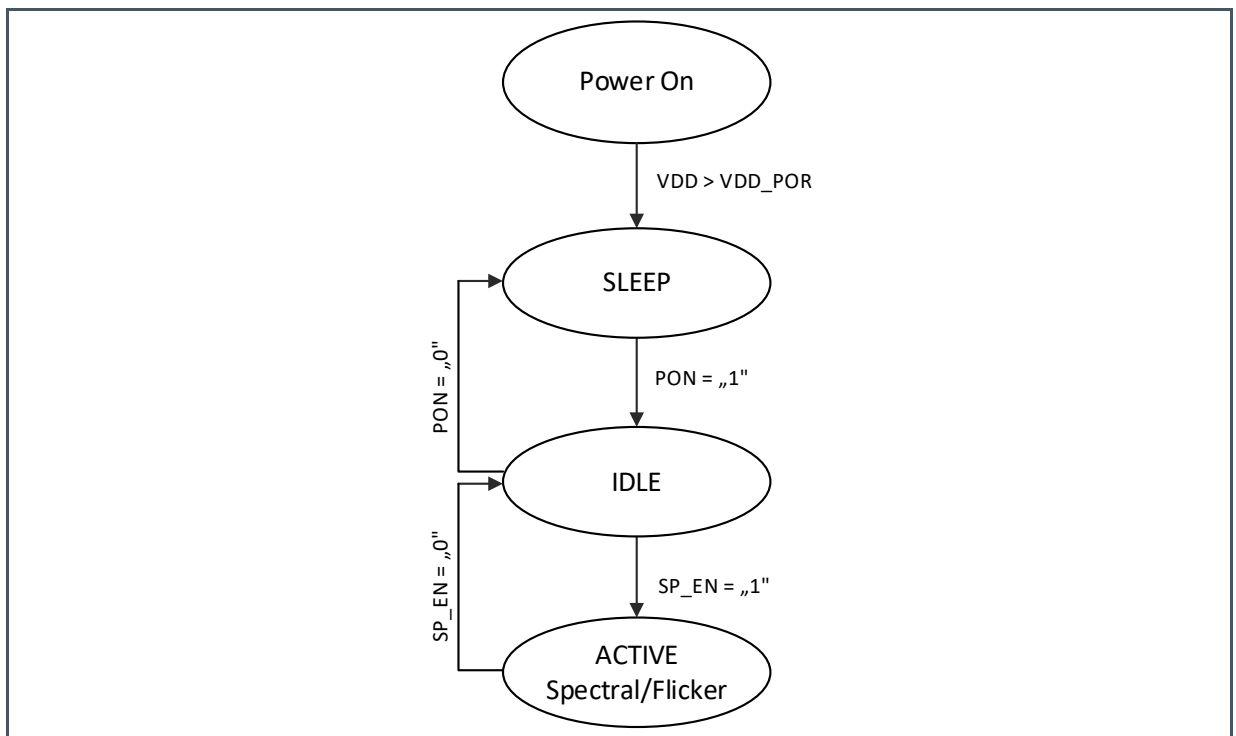 Power On
VDD > VDD_POR
SLEEP
PON = „0"
PON = „1"
IDLE
SP_EN = „0"
SP_EN = „1"
ACTIVE
Spectral/Flicker